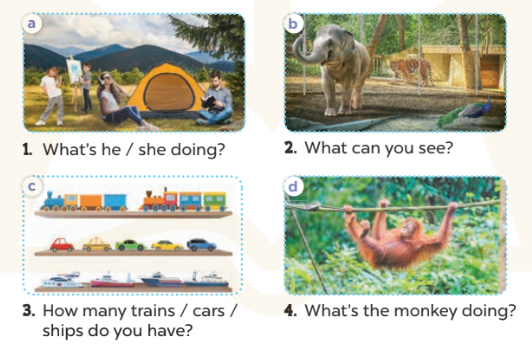 a
b
1. What's he / she doing?
2. What can you see?
c
d
3. How many trains / cars /
ships do you have?
4. What's the monkey doing?